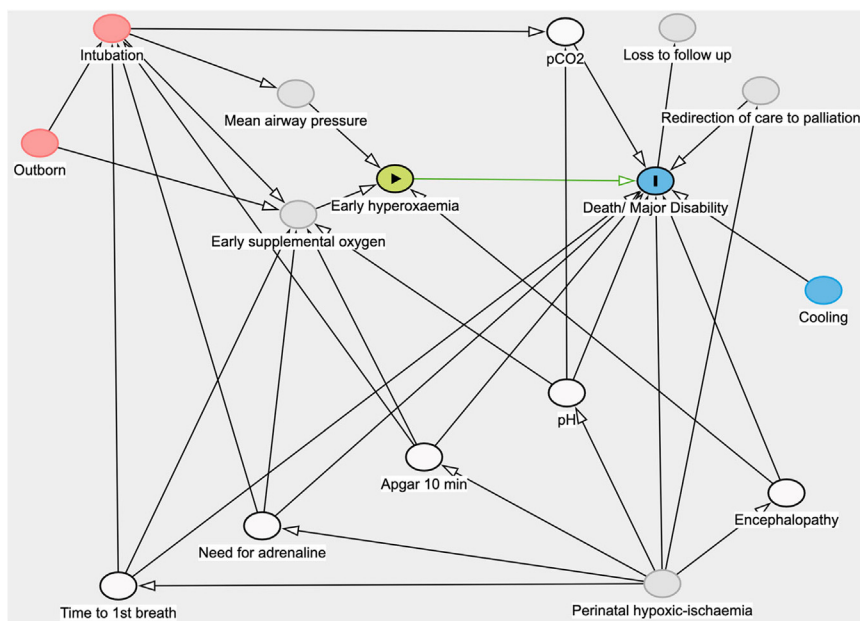 Intubation
pCO2
Loss to follow up
Mean airway pressure
Redirection of care to palliation
Outborn
Early hyperoxaemia
Death/ Major Disability
Early supplemental oxygen
Cooling
pH
Apgar 10 min
Encephalopathy
Need for adrenaline
Time to 1st breath
Perinatal hypoxic-ischaemia